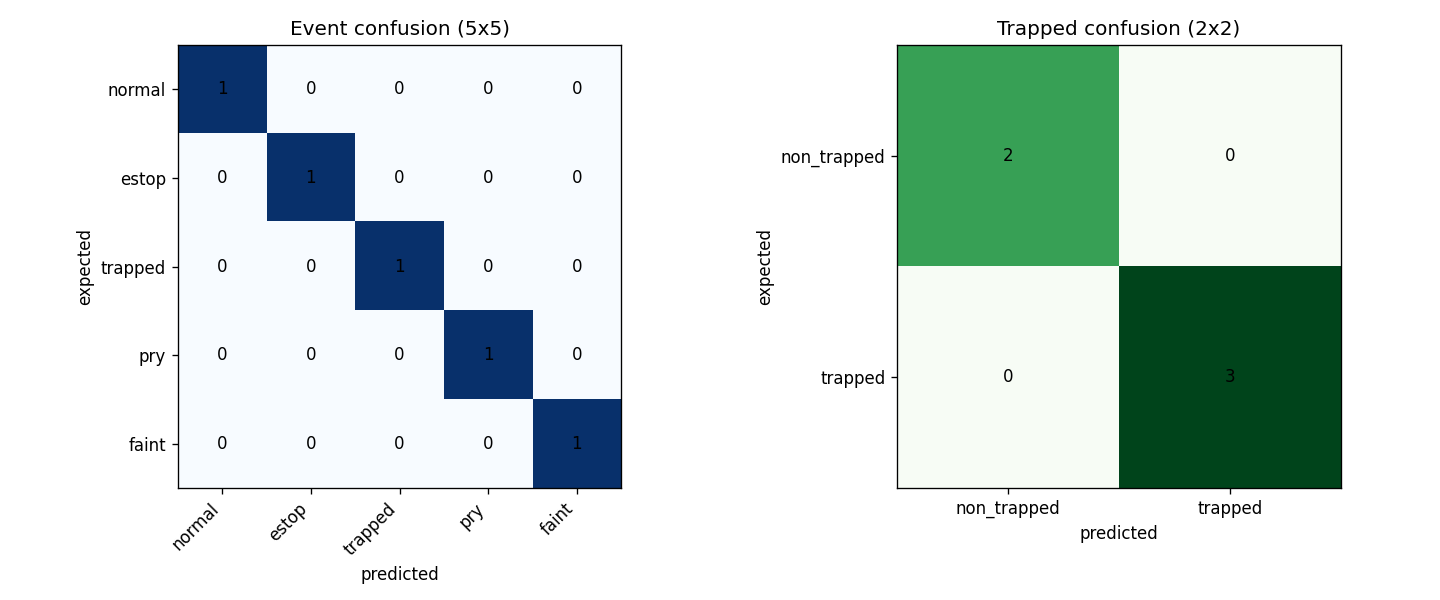 Event confusion (5x5)
normal 1 0 0 0 0
estop 0 1 0 0 0
trapped 0 0 1 0 0
pry 0 0 0 1 0
faint 0 0 0 0 1
expected
normal estop trapped pry faint
predicted
Trapped confusion (2x2)
non_trapped 2 0
trapped 0 3
expected
non_trapped trapped
predicted